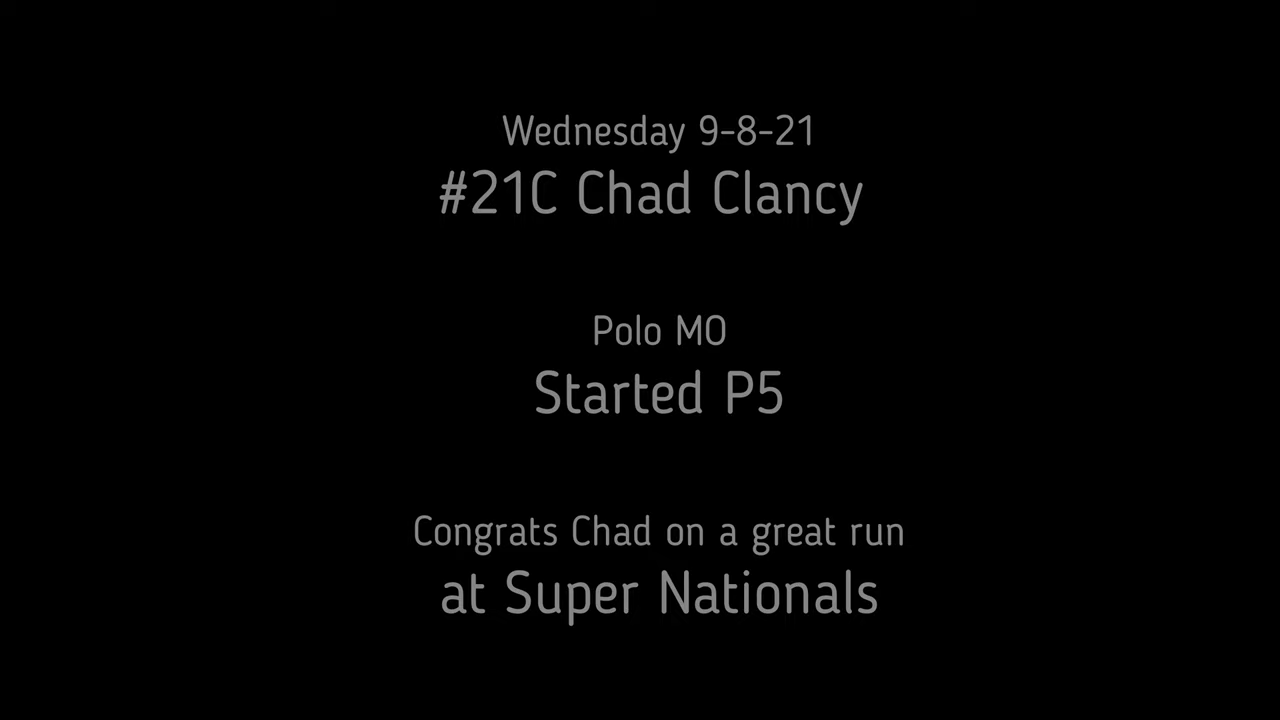 Wednesday 9-8-21
#21C Chad Clancy
Polo MO
Started P5
Congrats Chad on a great run
at Super Nationals